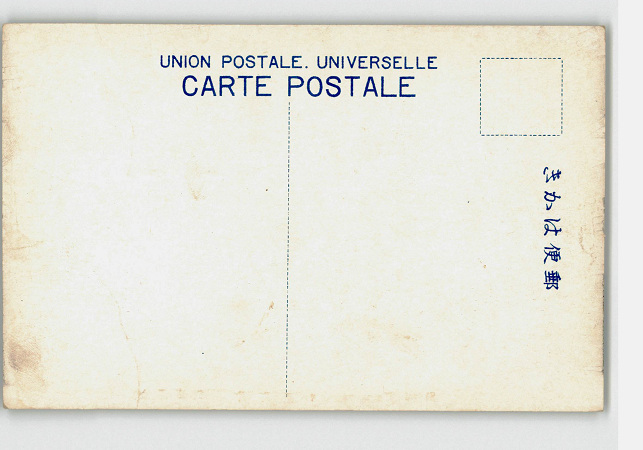 UNION POSTALE. UNIVERSELLE
CARTE POSTALE
きかは便郵